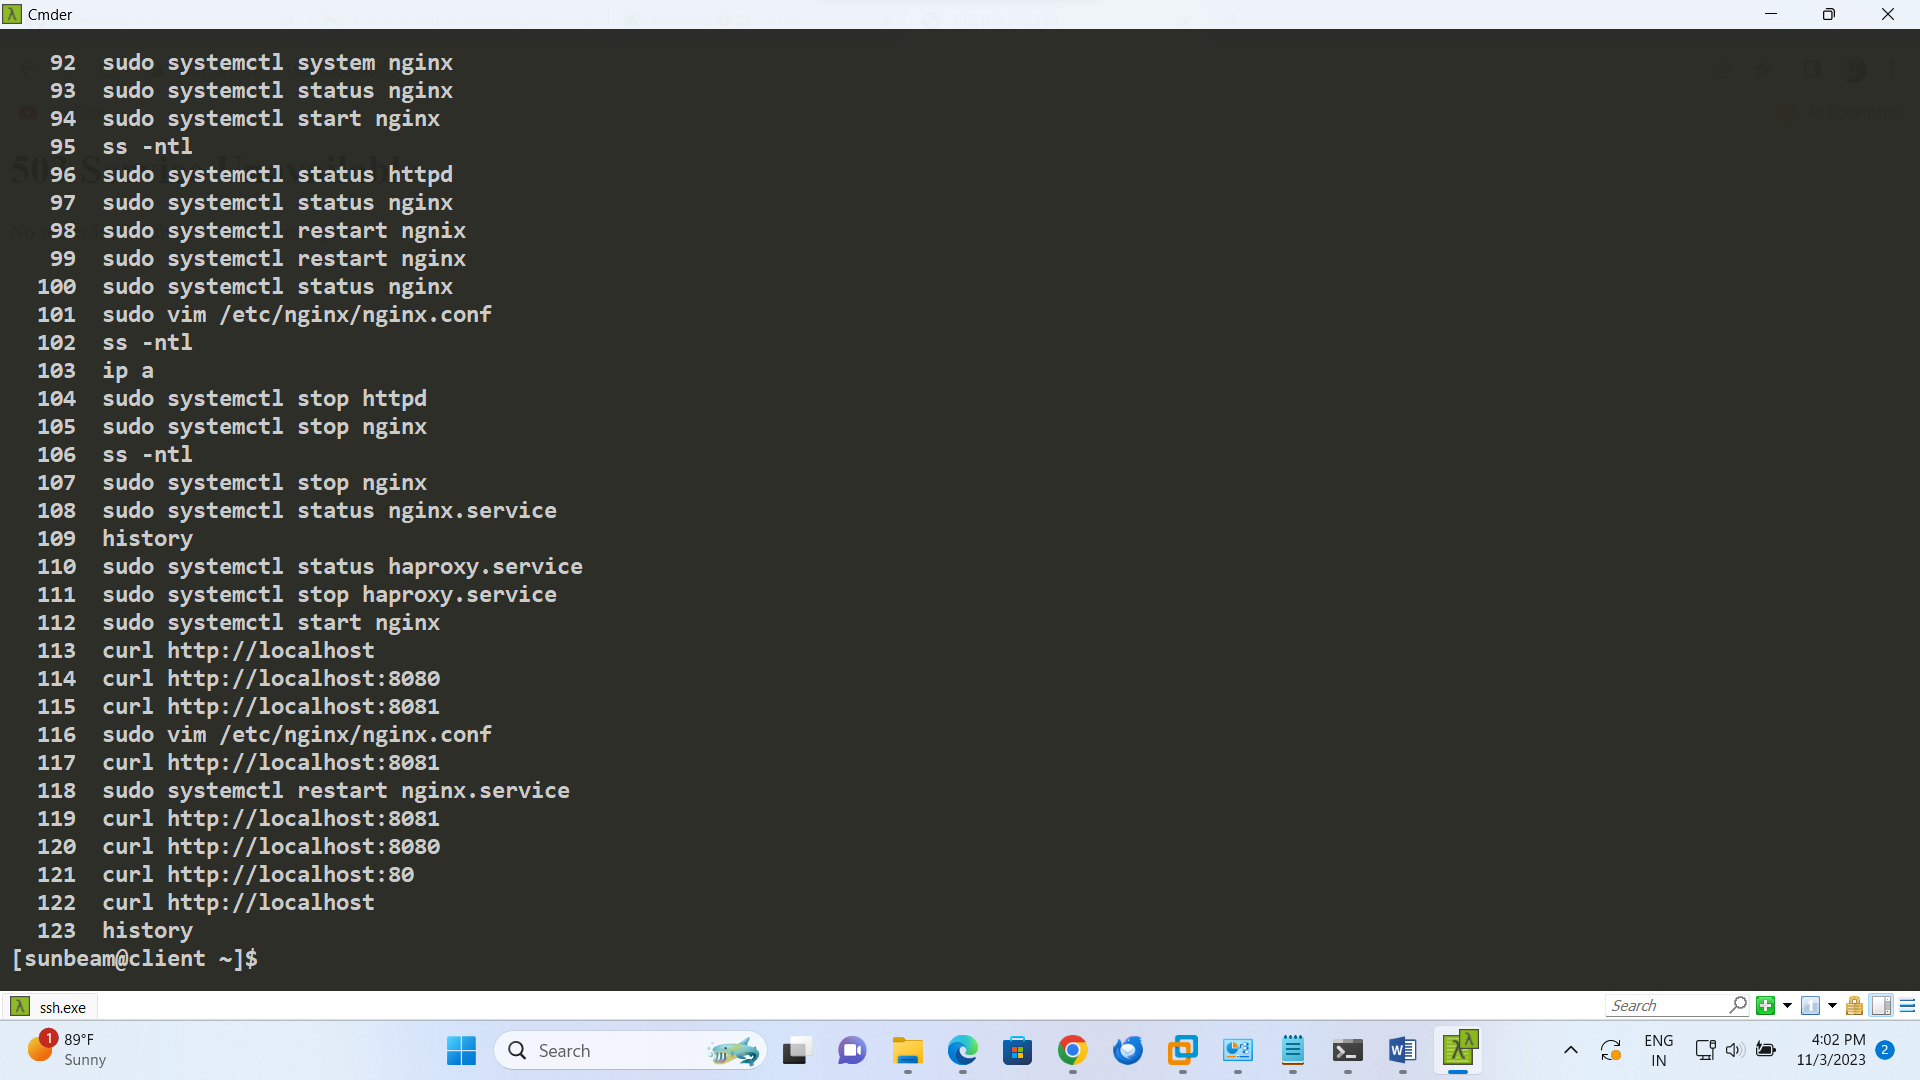 Cmder
92 sudo systemctl system nginx
93 sudo systemctl status nginx
94 sudo systemctl start nginx
95 ss -ntl
96 sudo systemctl status httpd
97 sudo systemctl status nginx
98 sudo systemctl restart ngnix
99 sudo systemctl restart nginx
100 sudo systemctl status nginx
101 sudo vim /etc/nginx/nginx.conf
102 ss -ntl
103 ip a
104 sudo systemctl stop httpd
105 sudo systemctl stop nginx
106 ss -ntl
107 sudo systemctl stop nginx
108 sudo systemctl status nginx.service
109 history
110 sudo systemctl status haproxy.service
111 sudo systemctl stop haproxy.service
112 sudo systemctl start nginx
113 curl http://localhost
114 curl http://localhost:8080
115 curl http://localhost:8081
116 sudo vim /etc/nginx/nginx.conf
117 curl http://localhost:8081
118 sudo systemctl restart nginx.service
119 curl http://localhost:8081
120 curl http://localhost:8080
121 curl http://localhost:80
122 curl http://localhost
123 history
[sunbeam@client ~]$
ssh.exe
Search
1
89°F
Sunny
Search
ENG
IN
4:02 PM
11/3/2023
2